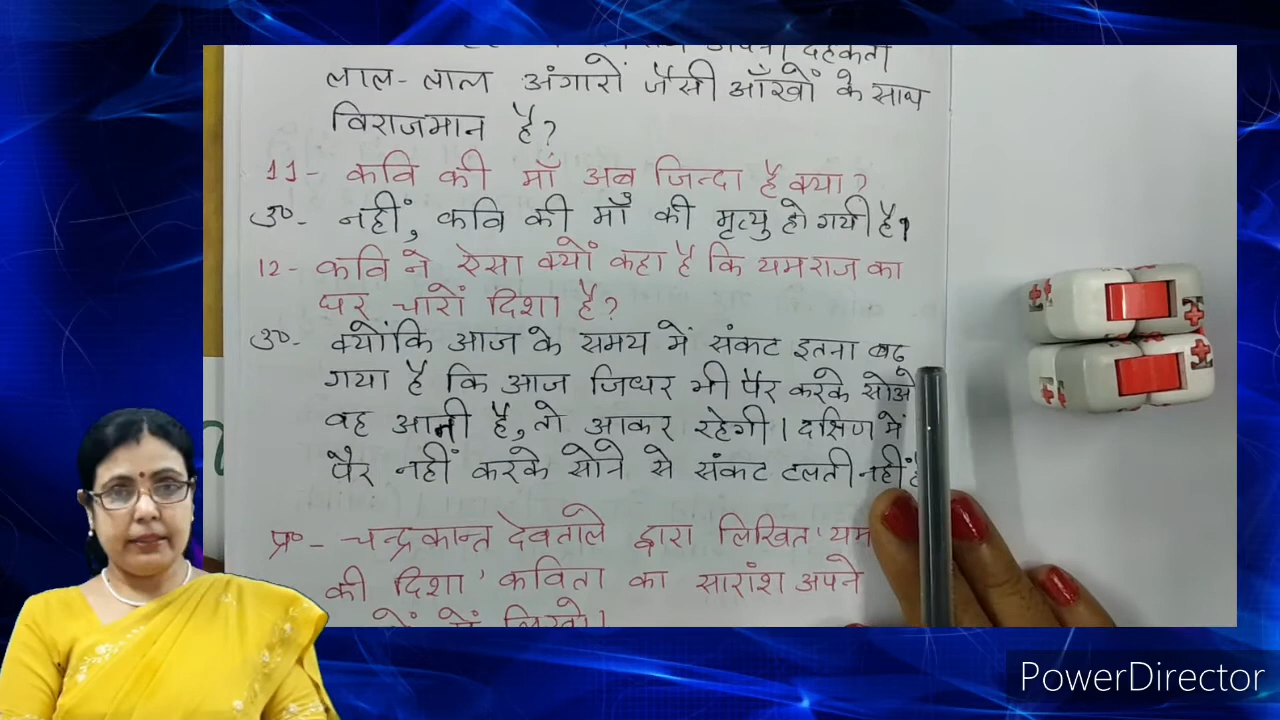 दहकती
लाल-लाल अंगारों जैसी आँखों के साथ
विराजमान है?
11- कवि की माँ अब जिन्दा है क्या?
उ०- नहीं, कवि की माँ की मृत्यु हो गयी है।
12- कवि ने ऐसा क्यों कहा है कि यमराज का
घर चारों दिशा है?
उ०- क्योंकि आज के समय में संकट इतना बढ़
गया है कि आज जिधर भी पैर करके सोओ
वह आनी है, तो आकर रहेगी। दक्षिण में
पैर नहीं करके सोने से संकट टलती नहीं
प्र०- चन्द्रकान्त देवताले द्वारा लिखित 'यम
की दिशा' कविता का सारांश अपने
में लिखो।
PowerDirector